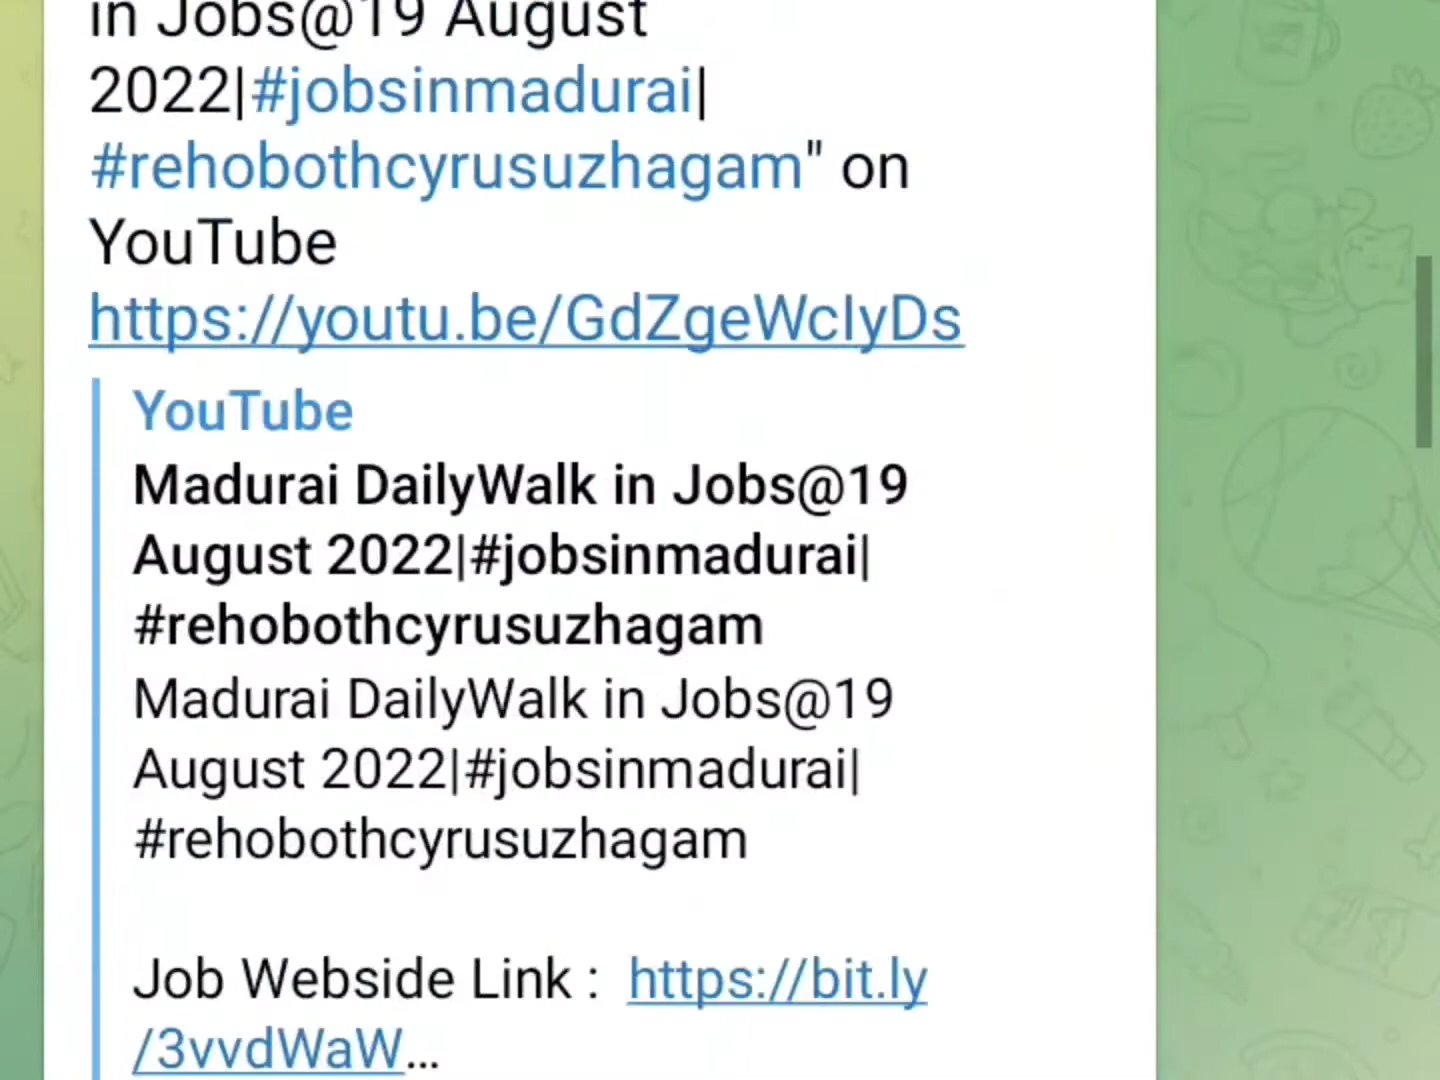 in Jobs@19 August
2022|#jobsinmadurai|
#rehobothcyrusuzhagam" on
YouTube
https://youtu.be/GdZgeWcIyDs
YouTube
Madurai DailyWalk in Jobs@19
August 2022|#jobsinmadurai|
#rehobothcyrusuzhagam
Madurai DailyWalk in Jobs@19
August 2022|#jobsinmadurai|
#rehobothcyrusuzhagam
Job Webside Link :  https://bit.ly
/3vvdWaW...